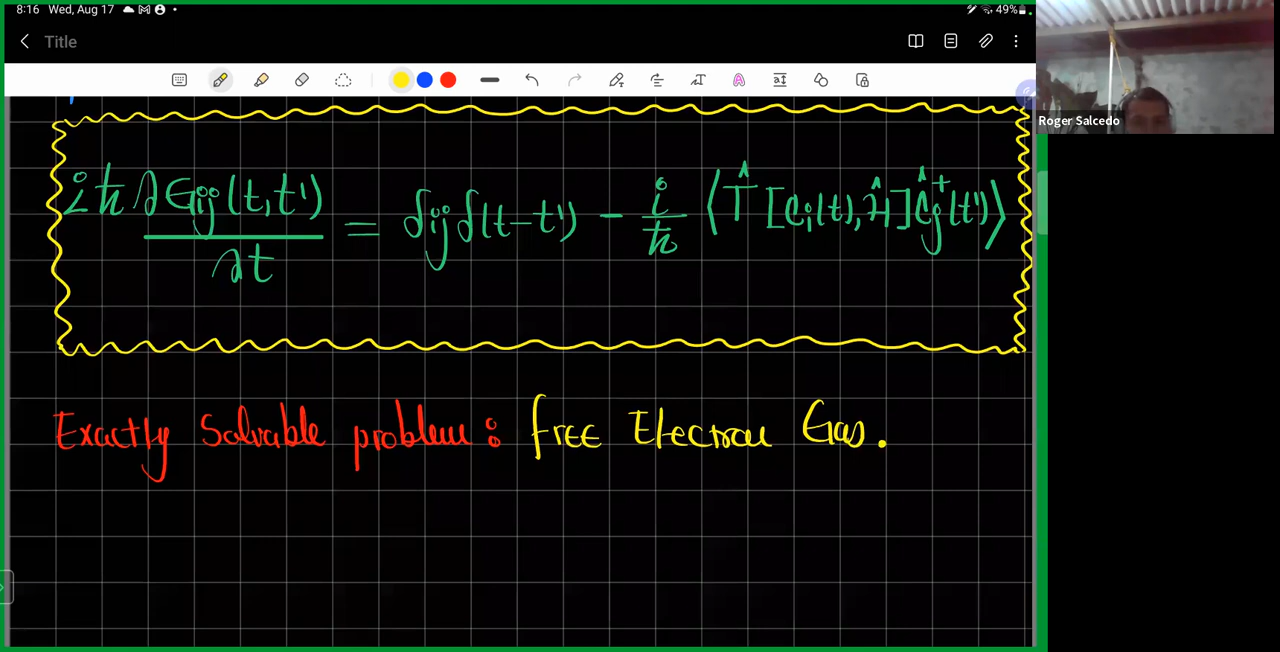 8:16 Wed, Aug 17
49%
Title
Roger Salcedo
iħ ∂Gij(t,t') / ∂t = δij δ(t-t') - i/ħ ⟨T̂ [ĉi(t), Ĥ] ĉj†(t')⟩
Exactly Solvable problem: free Electron Gas.